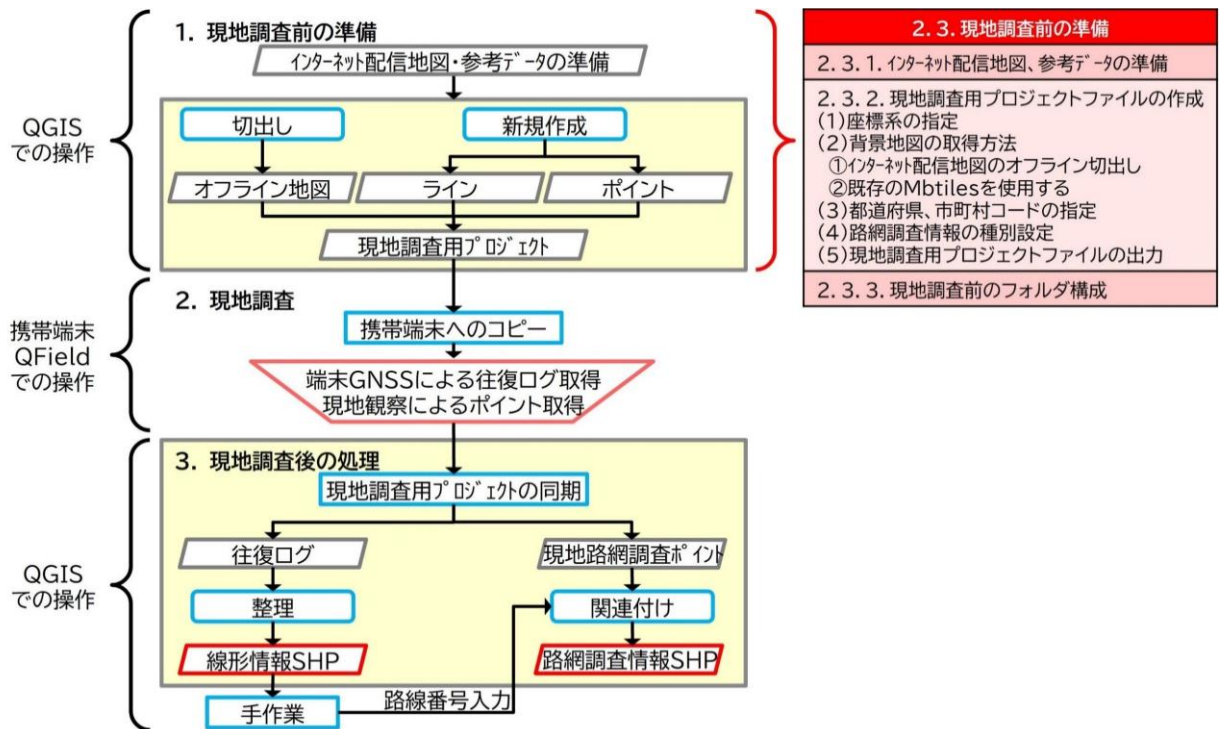 1. 現地調査前の準備
インターネット配信地図・参考データの準備
QGIS
での操作
切出し
新規作成
オフライン地図
ライン
ポイント
現地調査用プロジェクト
2. 現地調査
携帯端末
QField
での操作
携帯端末へのコピー
端末GNSSによる往復ログ取得
現地観察によるポイント取得
3. 現地調査後の処理
現地調査用プロジェクトの同期
QGIS
での操作
往復ログ
現地路網調査ポイント
整理
関連付け
線形情報SHP
路網調査情報SHP
手作業
路線番号入力
2.3.現地調査前の準備
2.3.1.インターネット配信地図、参考データの準備
2.3.2.現地調査用プロジェクトファイルの作成
(1)座標系の指定
(2)背景地図の取得方法
①インターネット配信地図のオフライン切出し
②既存のMbtilesを使用する
(3)都道府県、市町村コードの指定
(4)路網調査情報の種別設定
(5)現地調査用プロジェクトファイルの出力
2.3.3.現地調査前のフォルダ構成